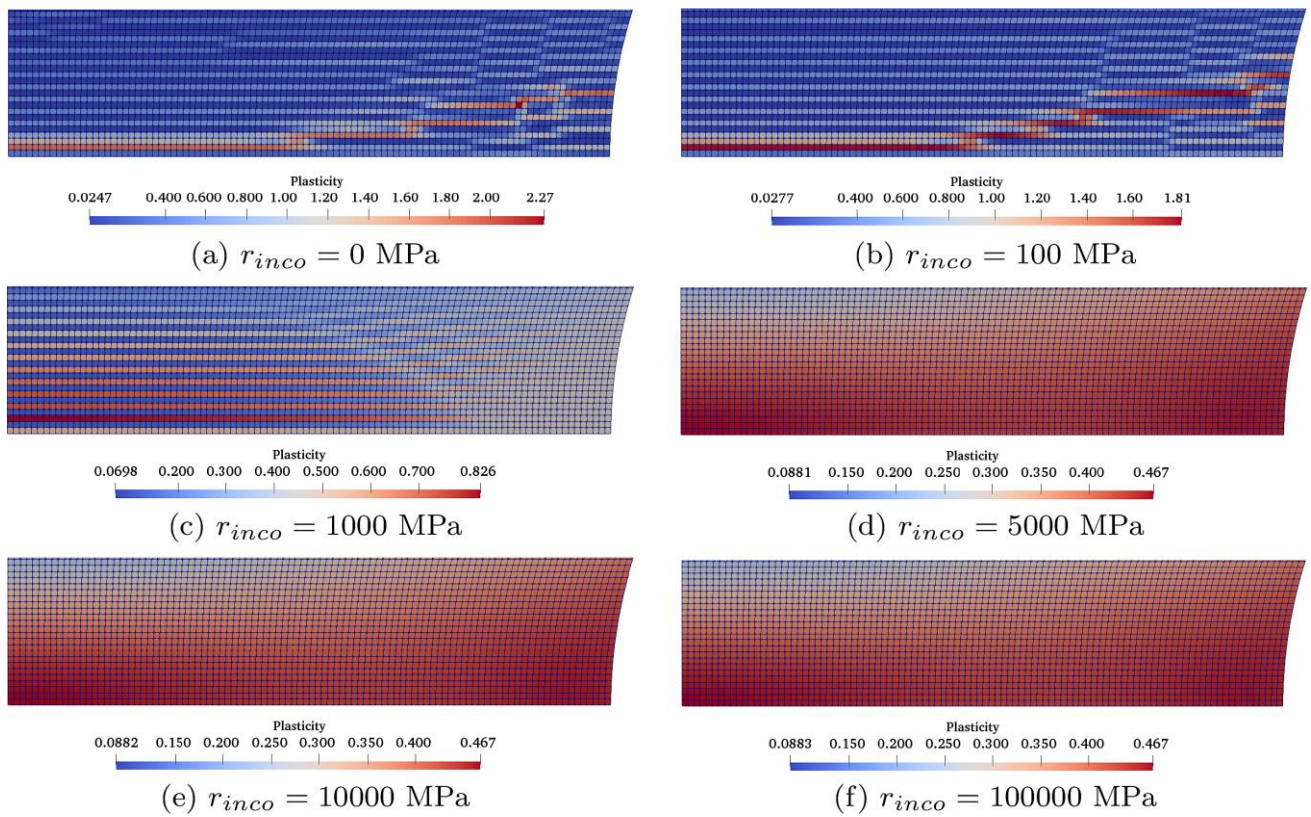 Plasticity
0.0247 0.400 0.600 0.800 1.00 1.20 1.40 1.60 1.80 2.00 2.27
(a) r_inco = 0 MPa
Plasticity
0.0277 0.400 0.600 0.800 1.00 1.20 1.40 1.60 1.81
(b) r_inco = 100 MPa
Plasticity
0.0698 0.200 0.300 0.400 0.500 0.600 0.700 0.826
(c) r_inco = 1000 MPa
Plasticity
0.0881 0.150 0.200 0.250 0.300 0.350 0.400 0.467
(d) r_inco = 5000 MPa
Plasticity
0.0882 0.150 0.200 0.250 0.300 0.350 0.400 0.467
(e) r_inco = 10000 MPa
Plasticity
0.0883 0.150 0.200 0.250 0.300 0.350 0.400 0.467
(f) r_inco = 100000 MPa